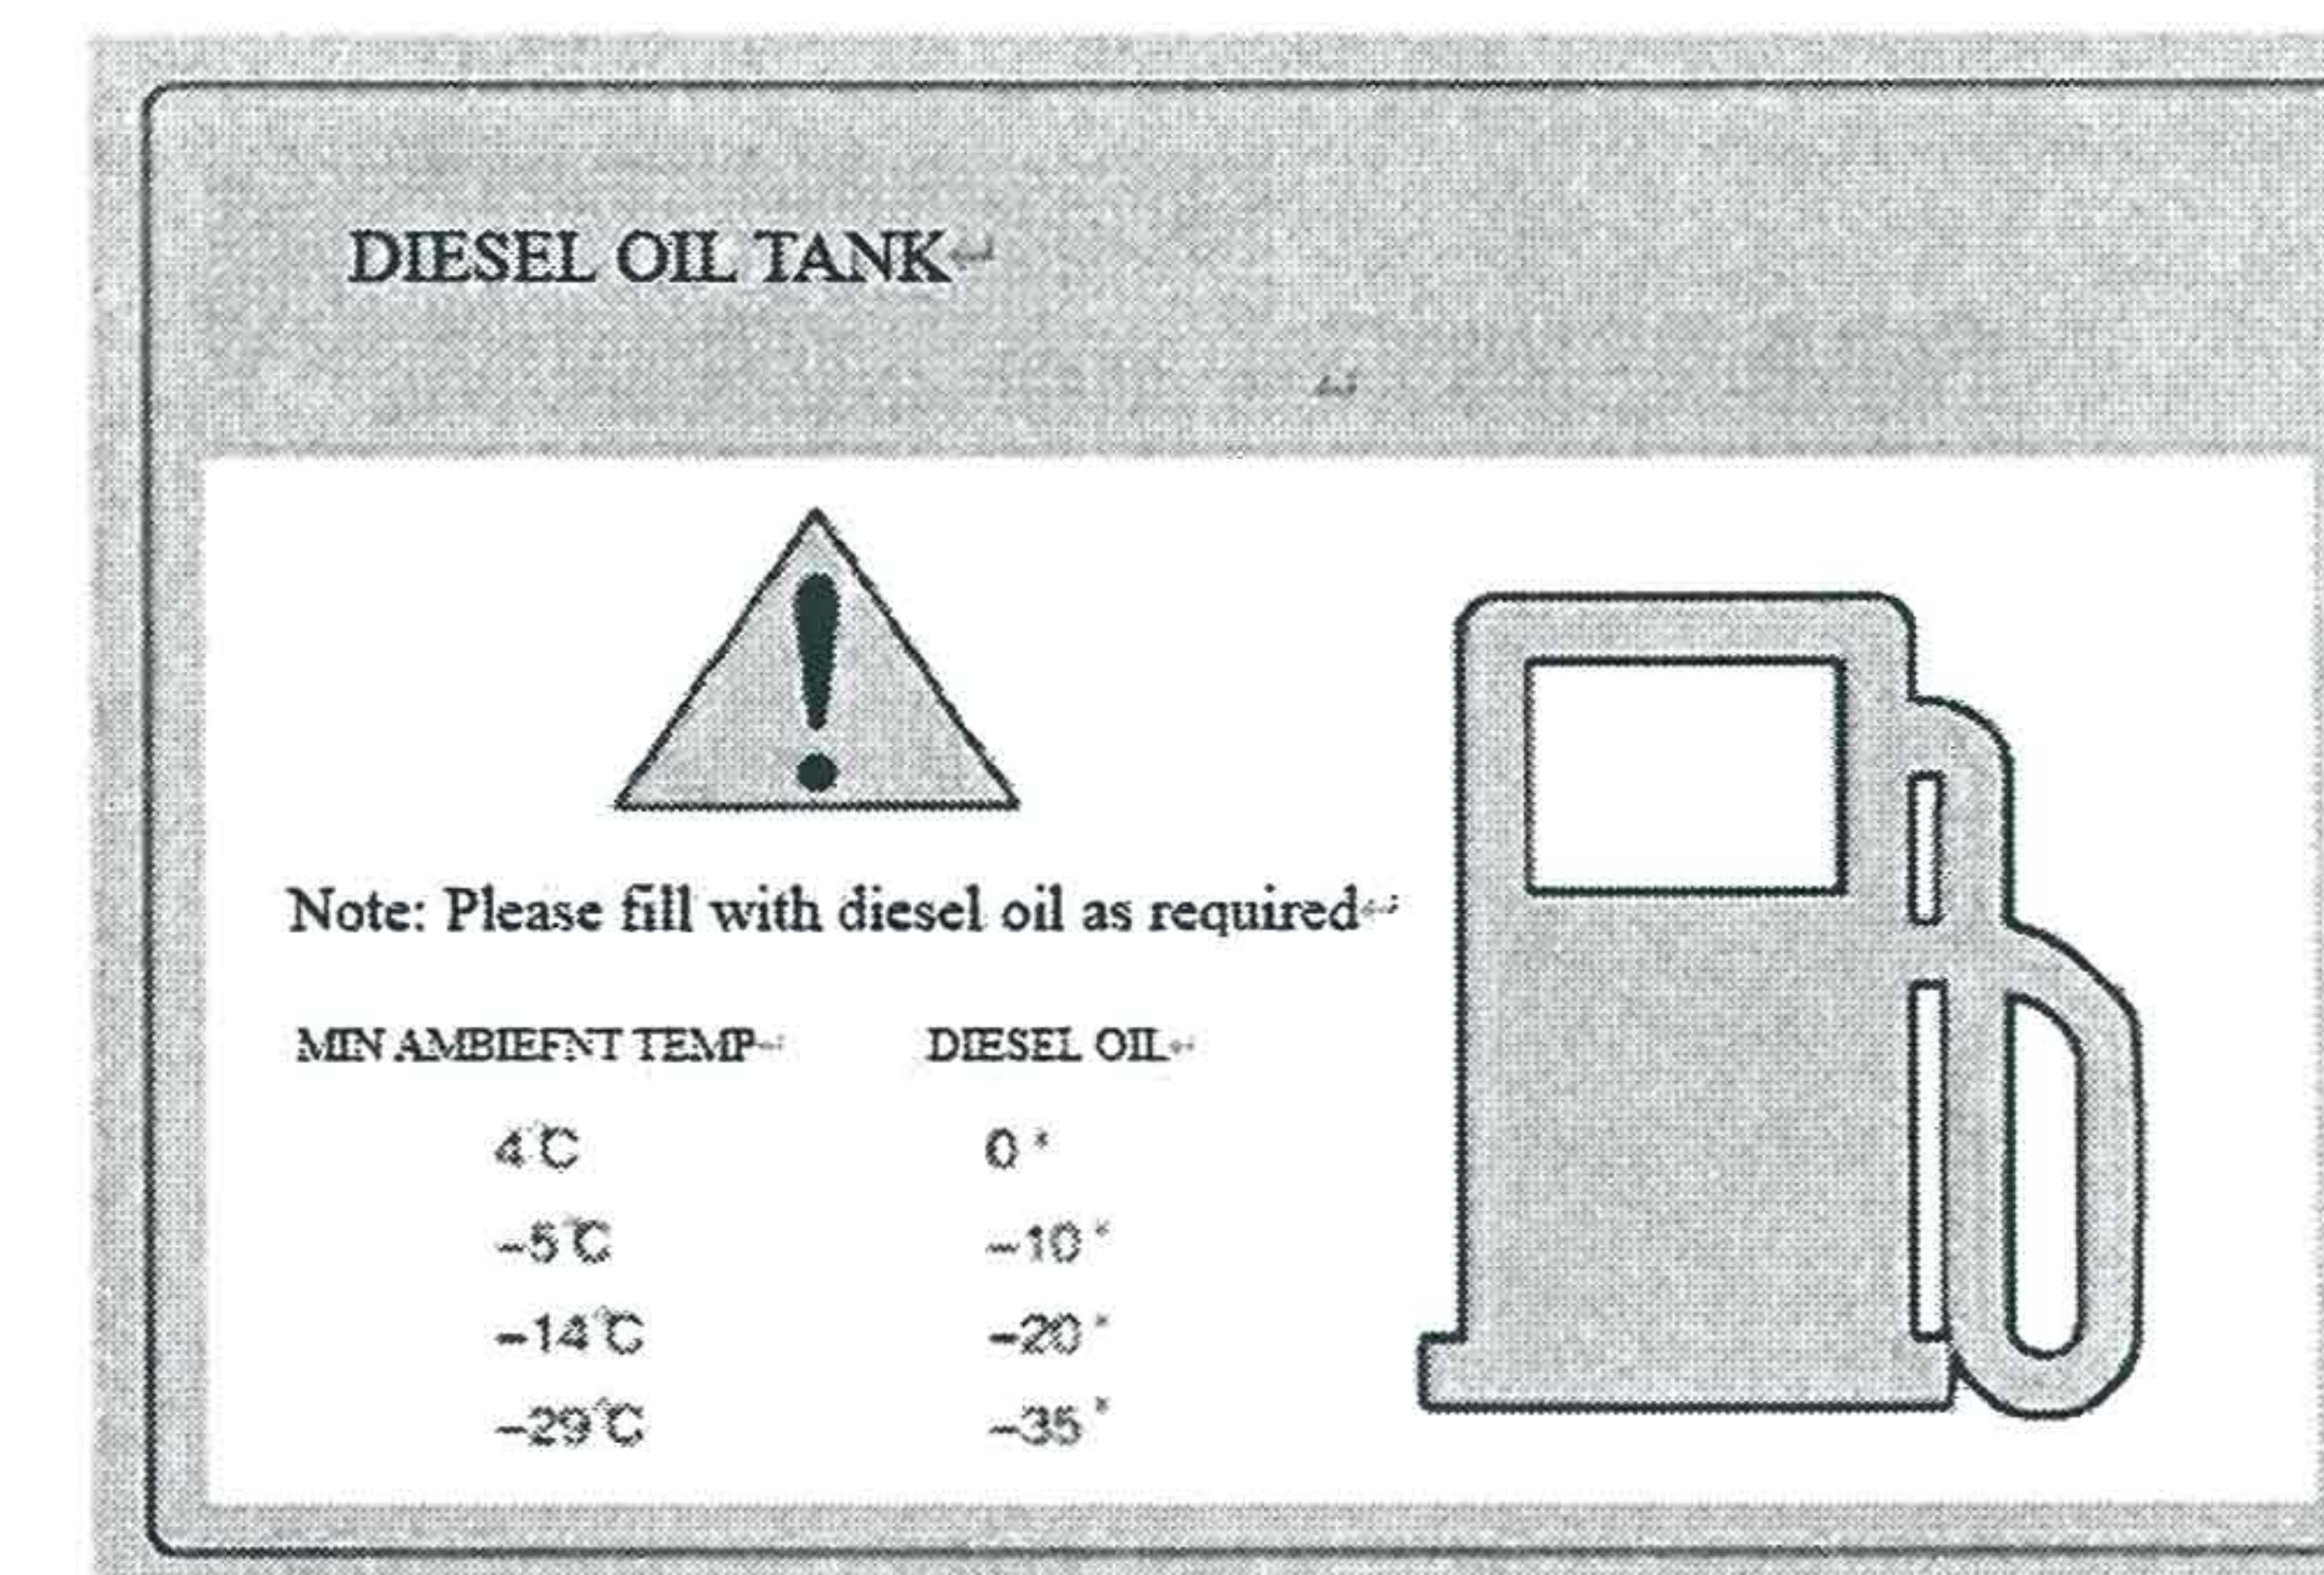 DIESEL OIL TANK
Note: Please fill with diesel oil as required
MIN AMBIEFNT TEMP DIESEL OIL
4℃ 0*
-5℃ -10*
-14℃ -20*
-29℃ -35*